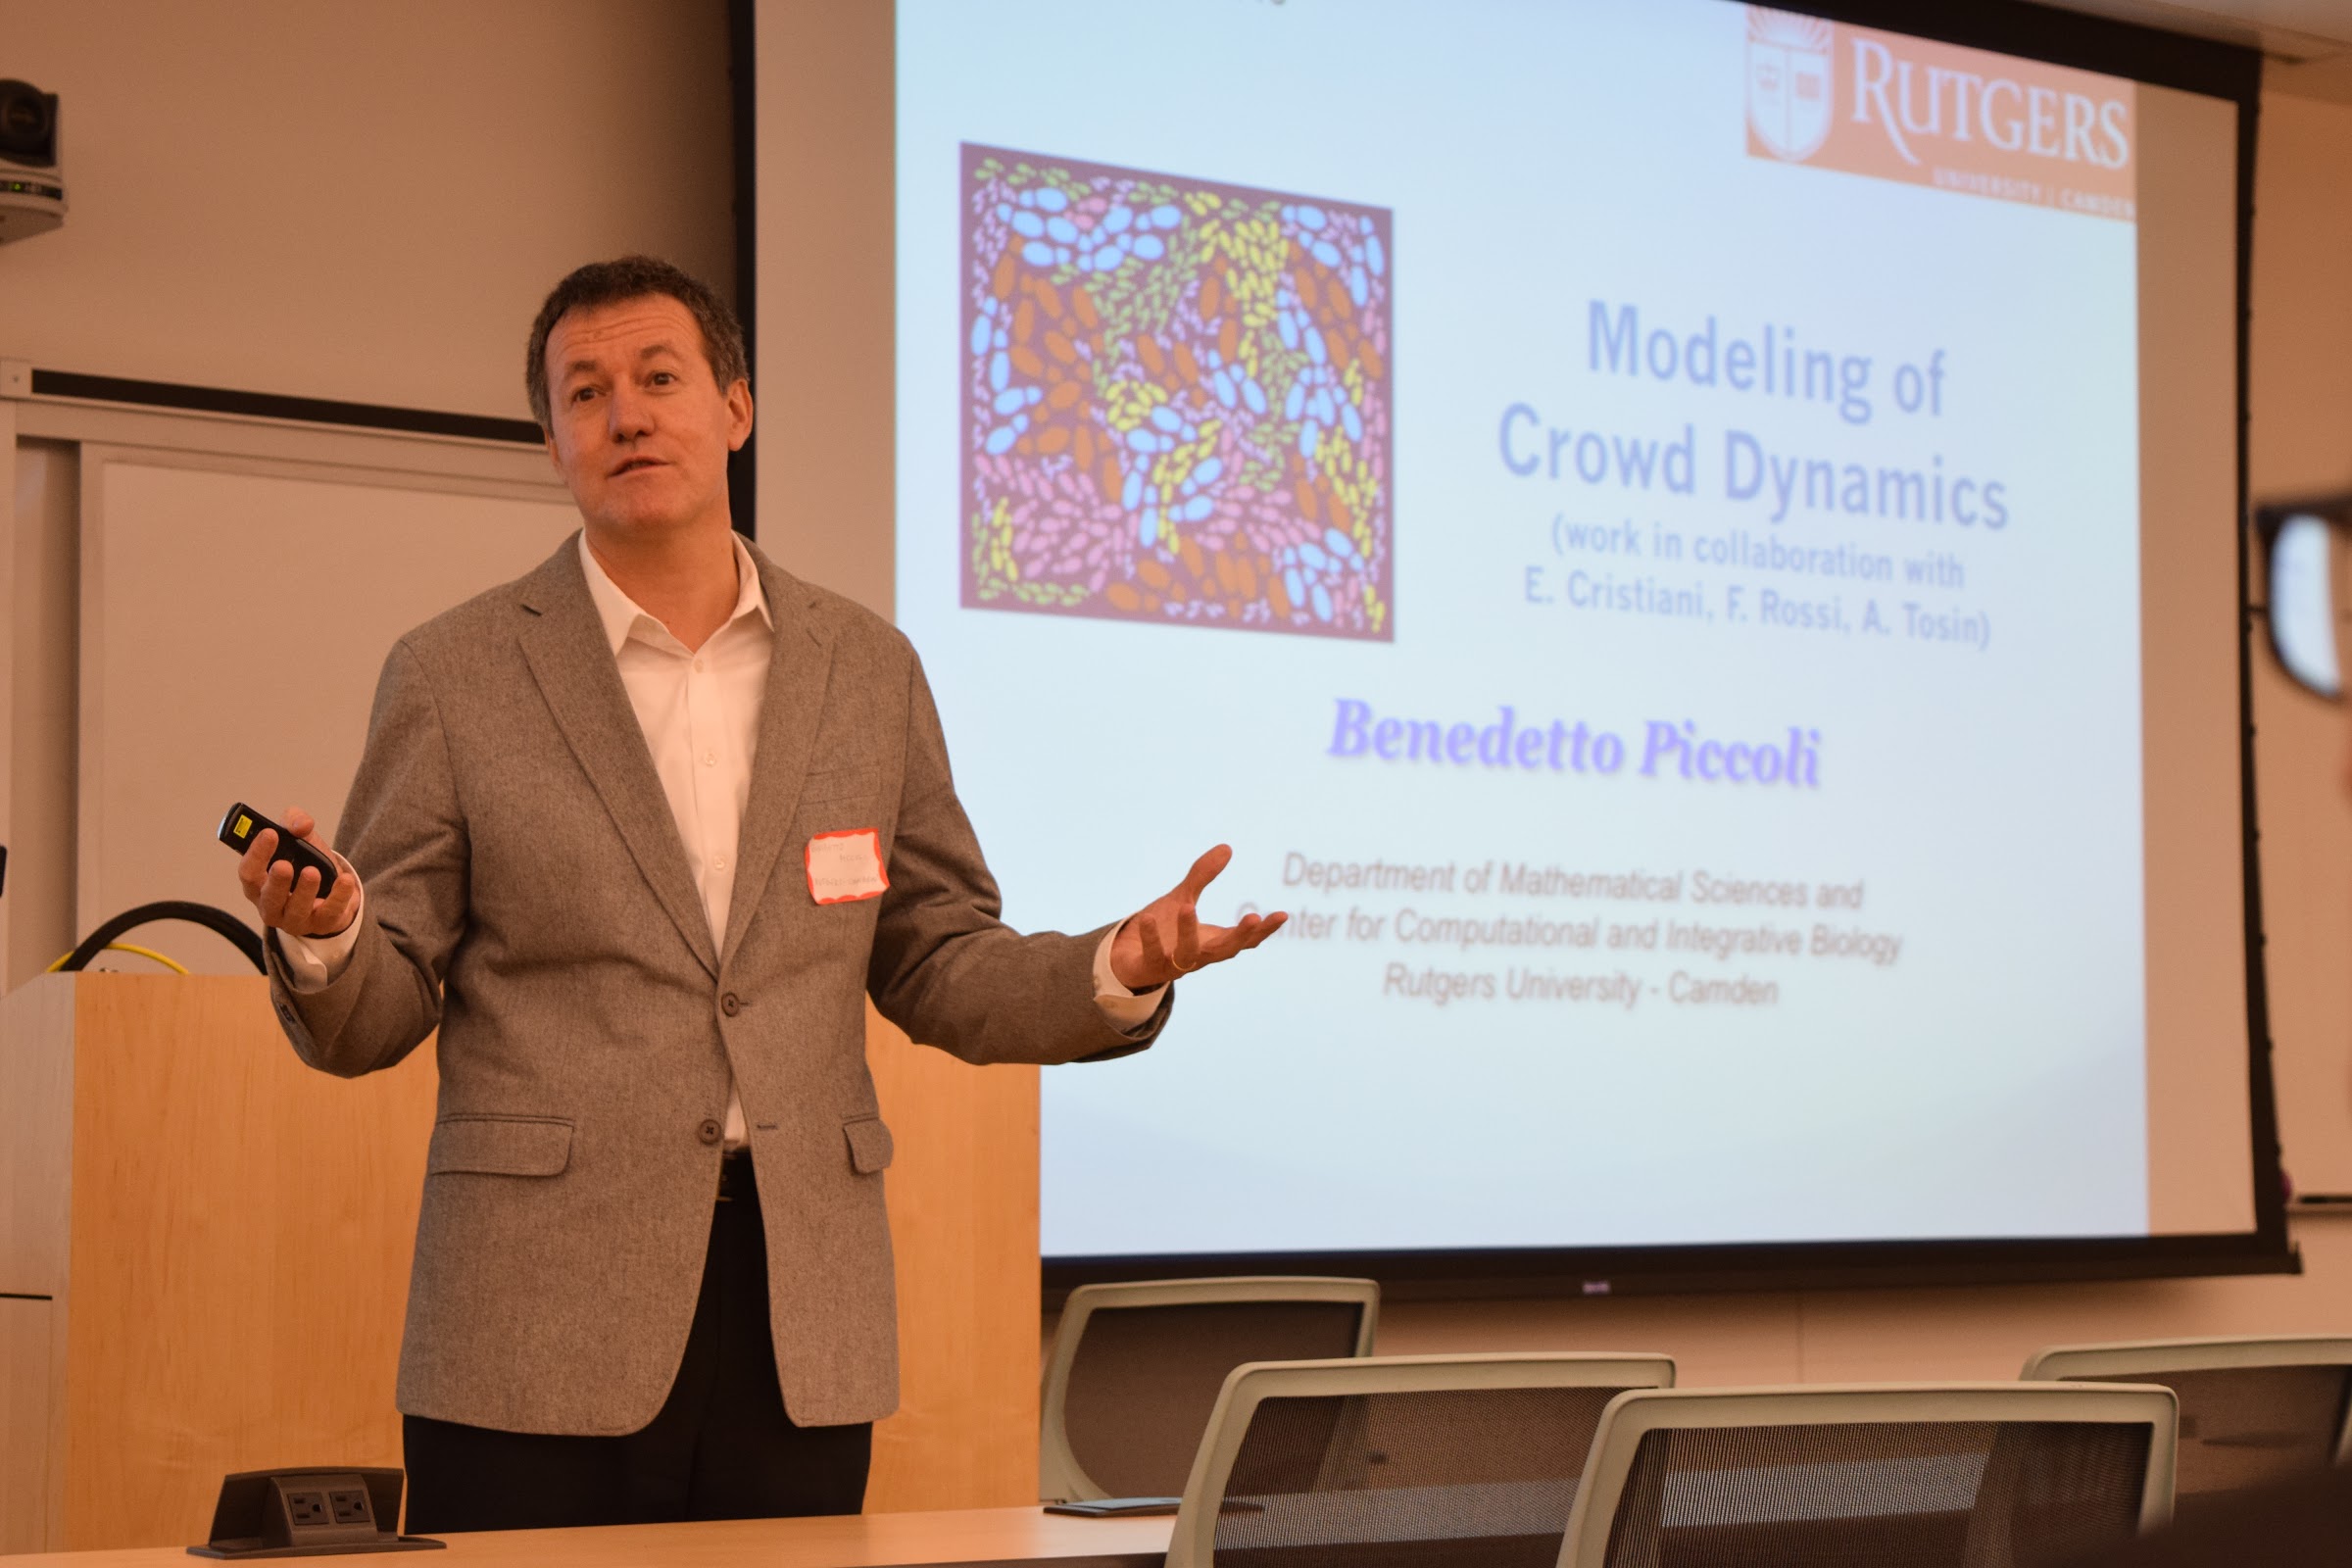 RUTGERS
UNIVERSITY | CAMDEN
Modeling of
Crowd Dynamics
(work in collaboration with
E. Cristiani, F. Rossi, A. Tosin)
Benedetto Piccoli
Department of Mathematical Sciences and
Center for Computational and Integrative Biology
Rutgers University - Camden